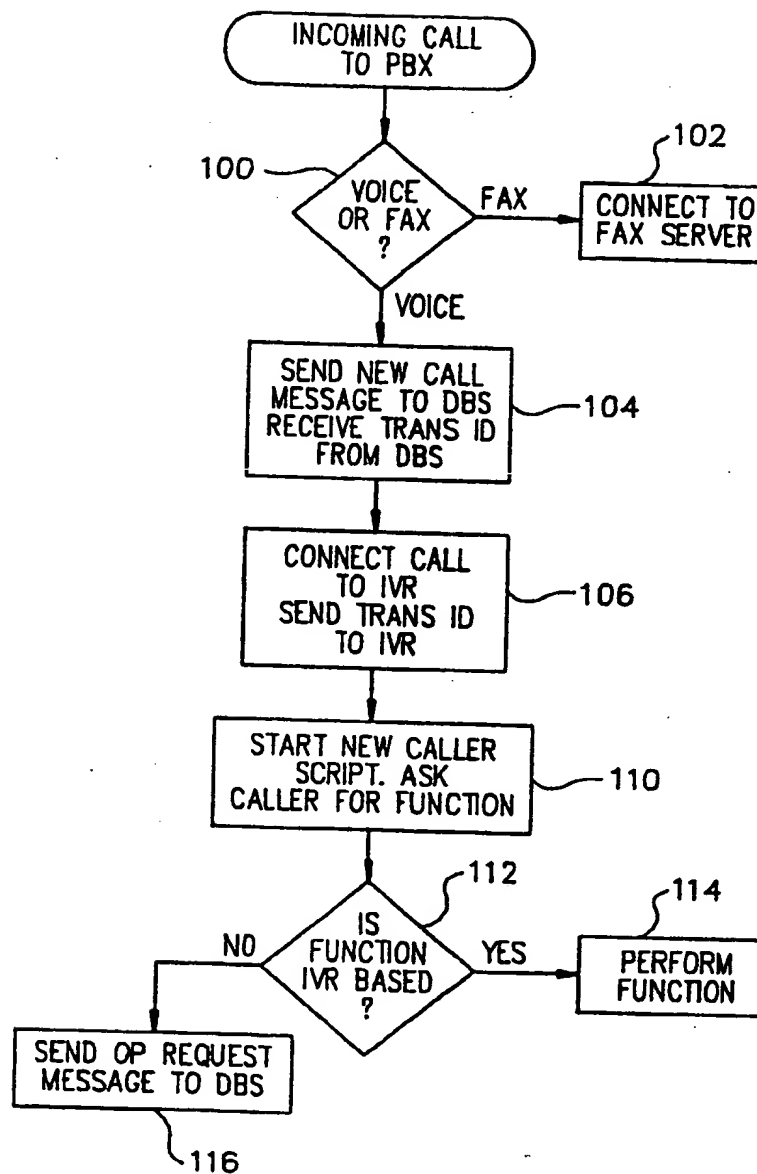 INCOMING CALL
TO PBX
100
VOICE
OR FAX
?
FAX
102
CONNECT TO
FAX SERVER
VOICE
SEND NEW CALL
MESSAGE TO DBS
RECEIVE TRANS ID
FROM DBS
104
CONNECT CALL
TO IVR
SEND TRANS ID
TO IVR
106
START NEW CALLER
SCRIPT. ASK
CALLER FOR FUNCTION
110
112
IS
FUNCTION
IVR BASED
?
NO
YES
114
PERFORM
FUNCTION
SEND OP REQUEST
MESSAGE TO DBS
116